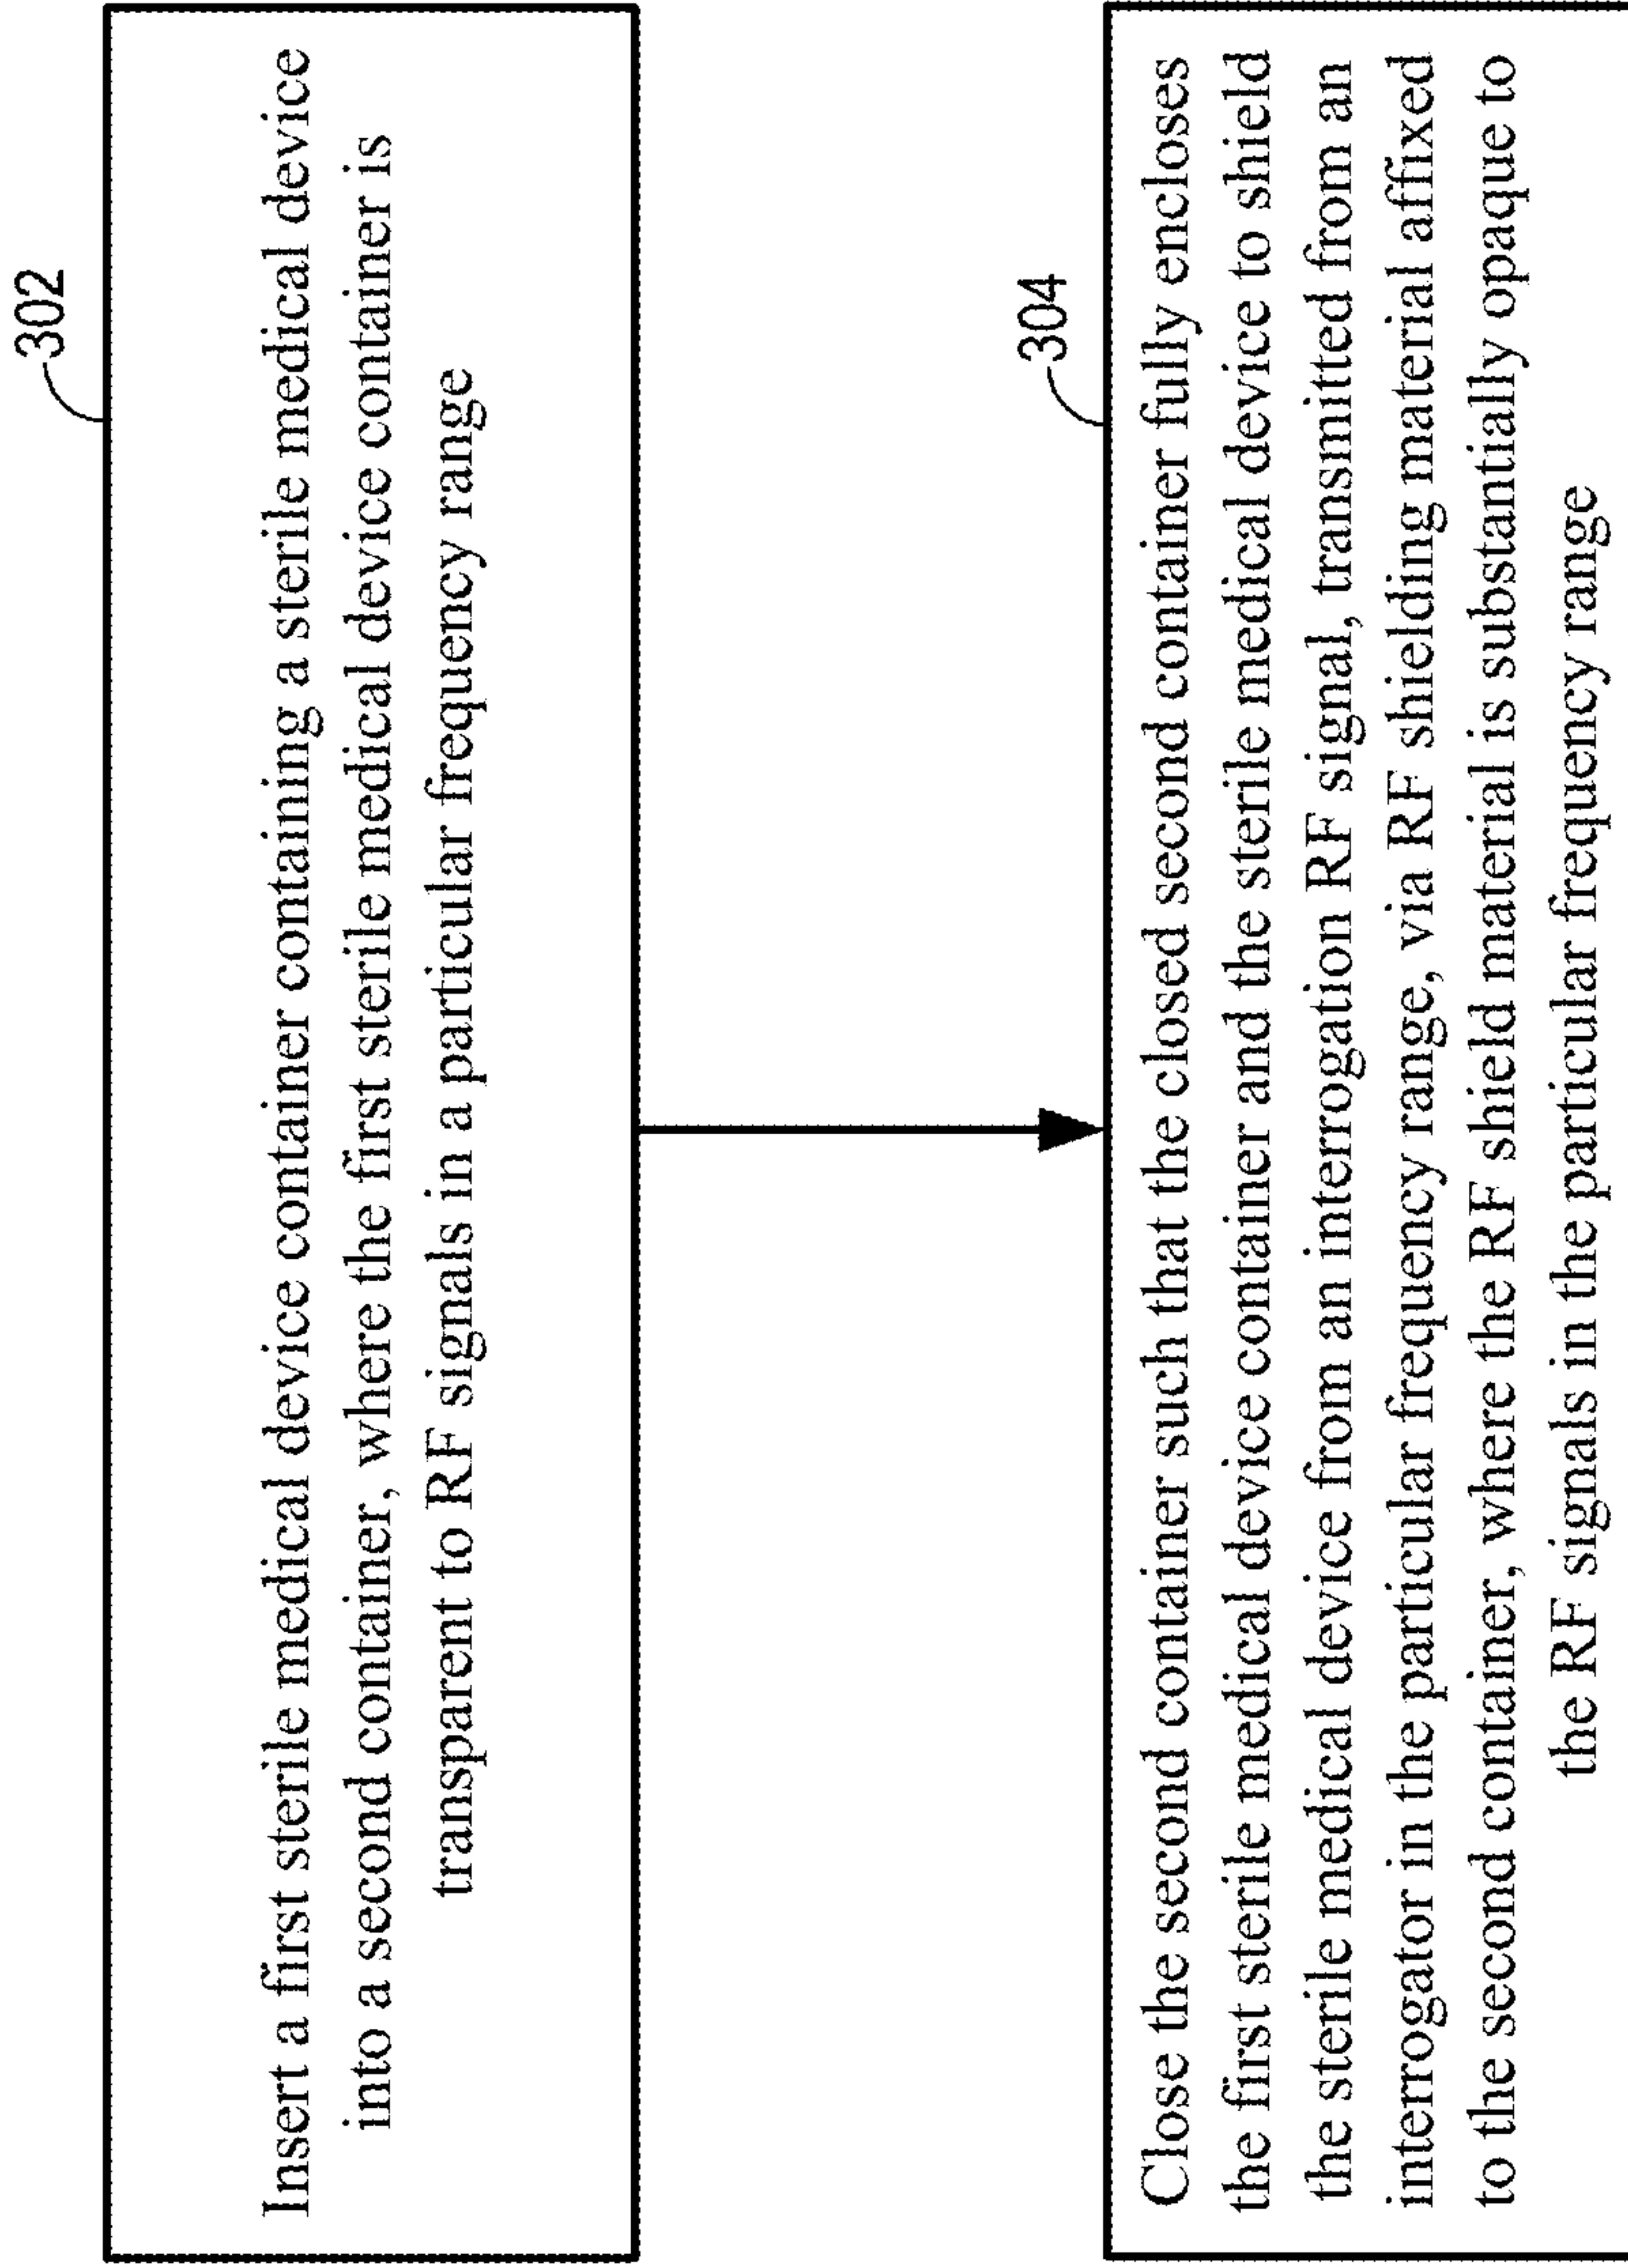 302
Insert a first sterile medical device container containing a sterile medical device
into a second container, where the first sterile medical device container is
transparent to RF signals in a particular frequency range
304
Close the second container such that the closed second container fully encloses
the first sterile medical device container and the sterile medical device to shield
the sterile medical device from an interrogation RF signal, transmitted from an
interrogator in the particular frequency range, via RF shielding material affixed
to the second container, where the RF shield material is substantially opaque to
the RF signals in the particular frequency range